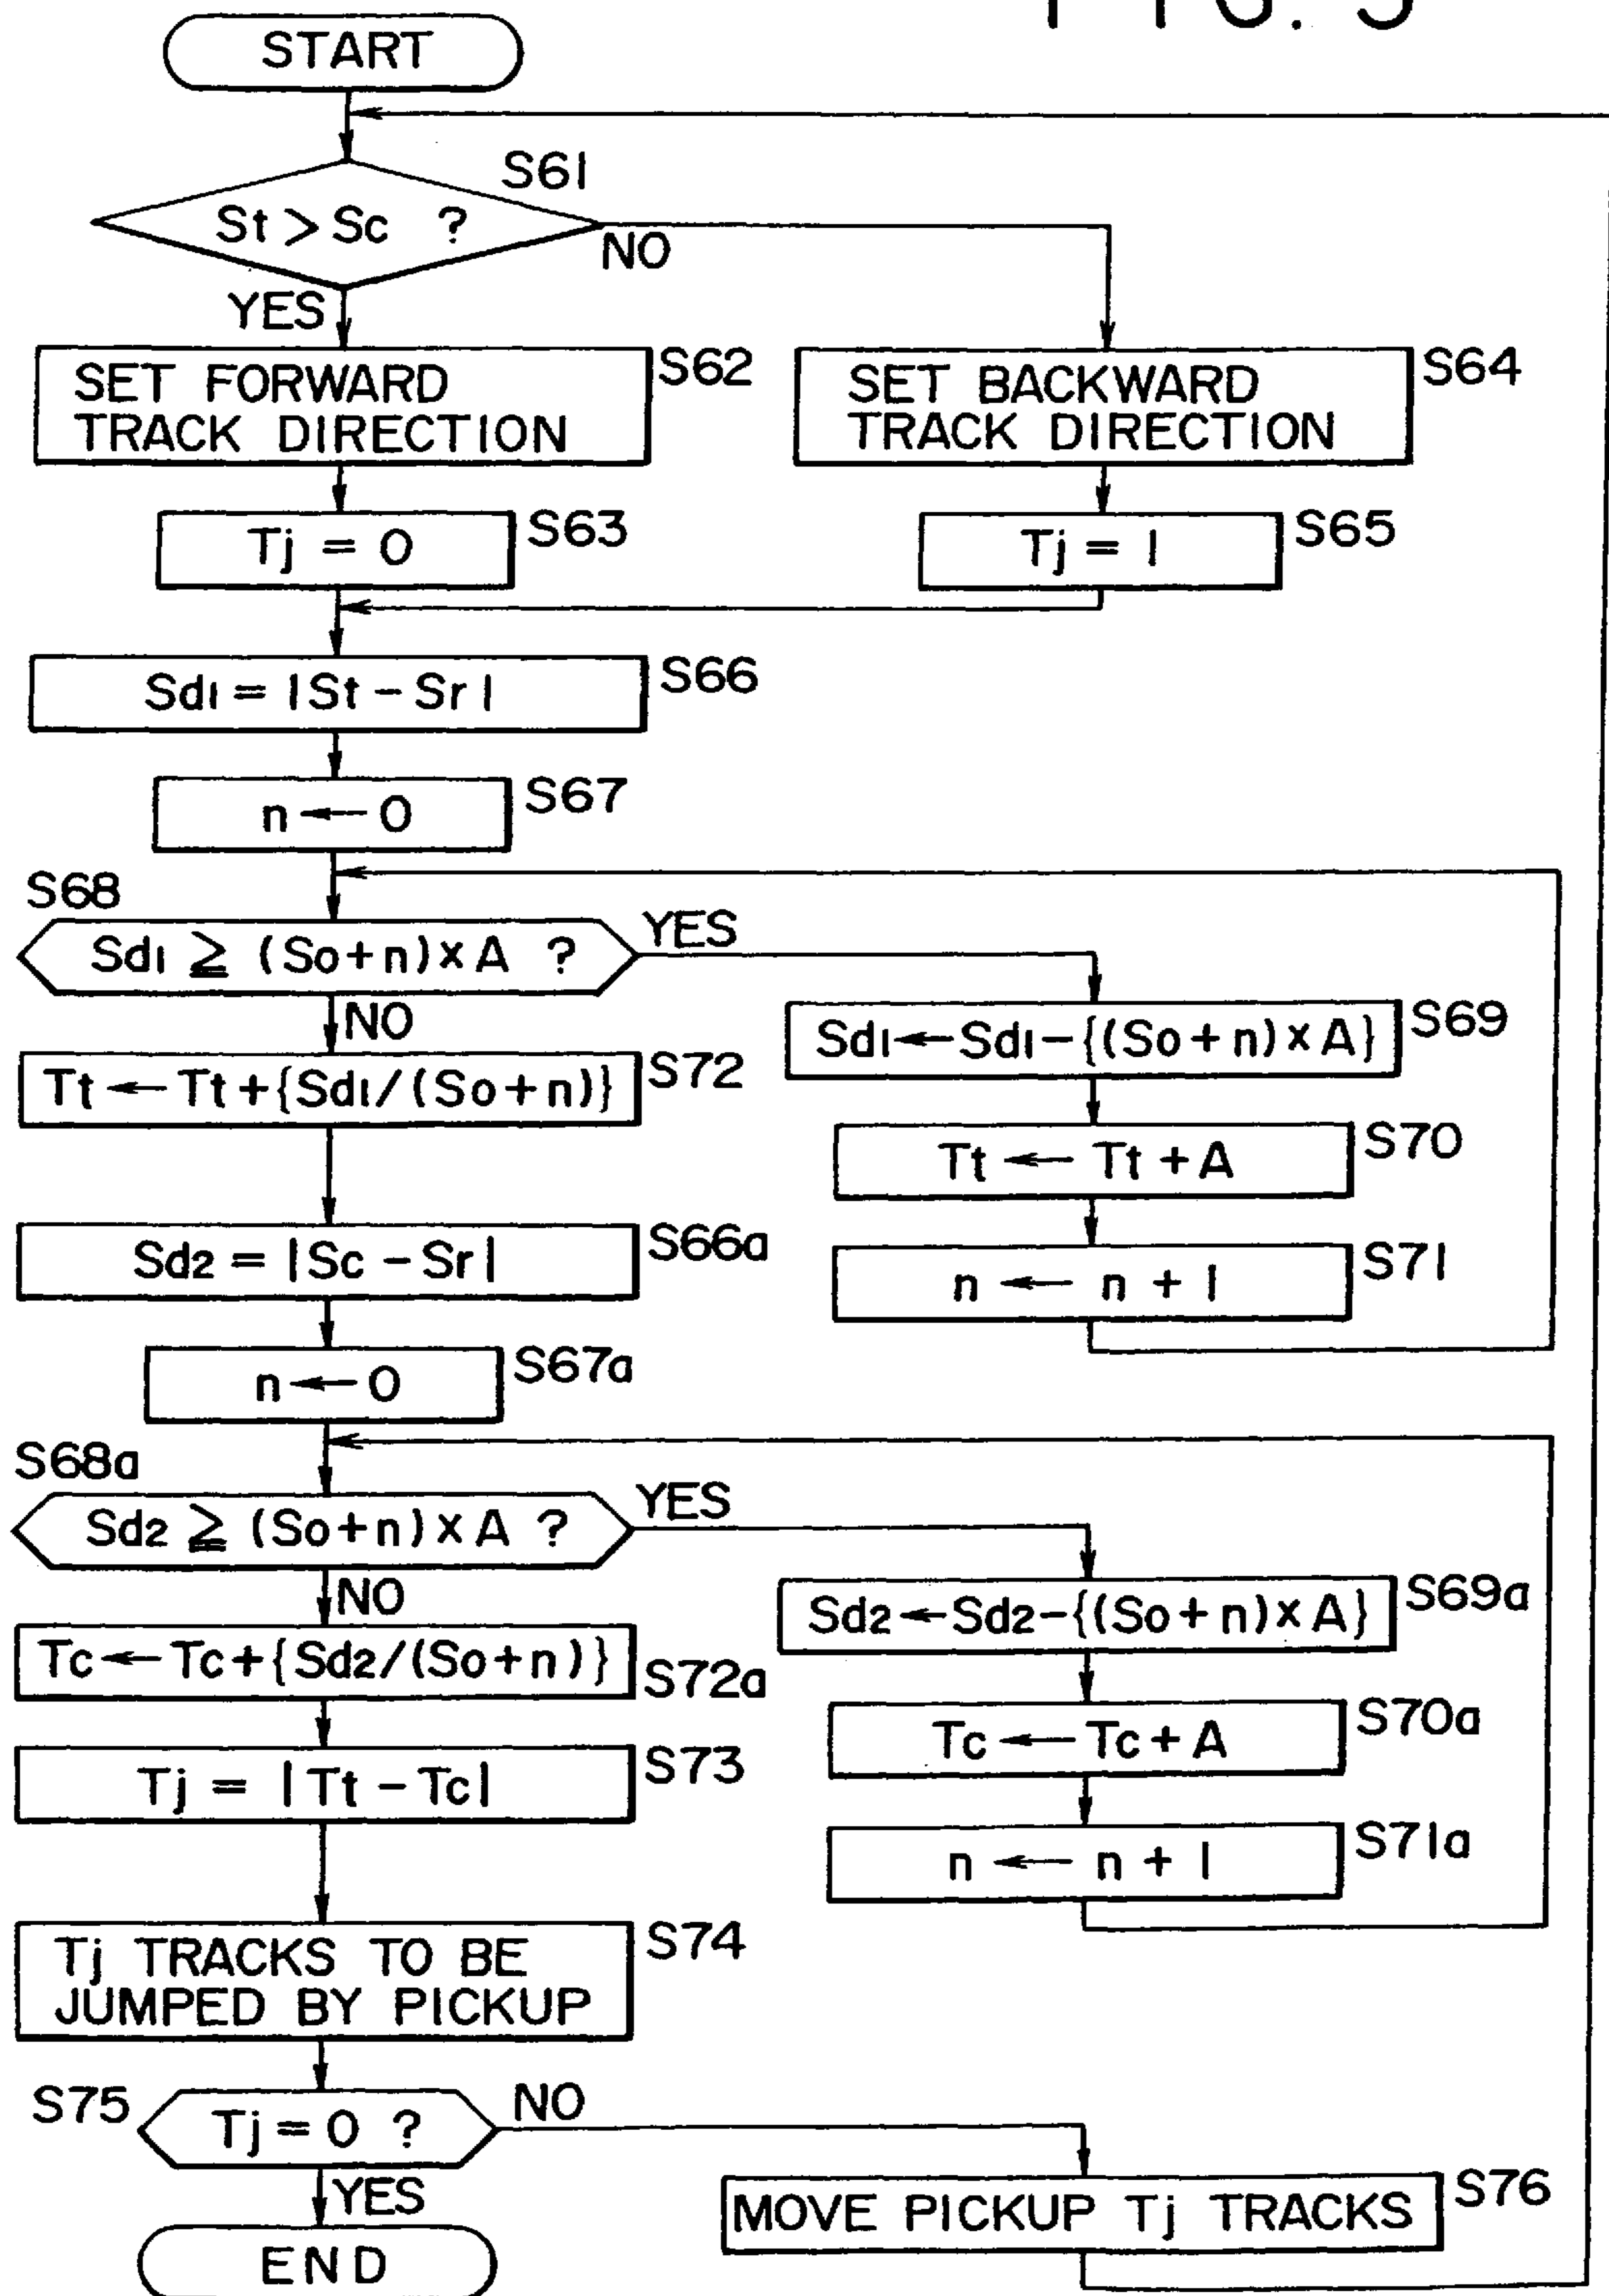 FIG. 5
START
S61
St > Sc ?
NO
YES
SET FORWARD
TRACK DIRECTION
S62
SET BACKWARD
TRACK DIRECTION
S64
Tj = 0
S63
Tj = 1
S65
Sd1 = |St - Sr|
S66
n ← 0
S67
S68
Sd1 ≧ (So+n)×A ?
YES
NO
Sd1←Sd1-{(So+n)×A}
S69
Tt ← Tt+{Sd1/(So+n)}
S72
Tt ← Tt + A
S70
Sd2 = |Sc - Sr|
S66a
n ← n + 1
S71
n ← 0
S67a
S68a
Sd2 ≧ (So+n)×A ?
YES
NO
Sd2←Sd2-{(So+n)×A}
S69a
Tc ← Tc+{Sd2/(So+n)}
S72a
Tc ← Tc + A
S70a
Tj = |Tt - Tc|
S73
n ← n + 1
S71a
Tj TRACKS TO BE
JUMPED BY PICKUP
S74
S75
Tj = 0 ?
NO
YES
MOVE PICKUP Tj TRACKS
S76
END